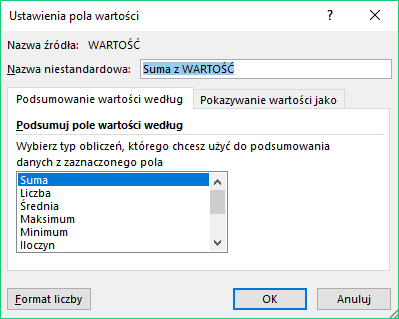 Ustawienia pola wartości ? ×
Nazwa źródła: WARTOŚĆ
Nazwa niestandardowa: Suma z WARTOŚĆ
Podsumowanie wartości według Pokazywanie wartości jako
Podsumuj pole wartości według
Wybierz typ obliczeń, którego chcesz użyć do podsumowania
danych z zaznaczonego pola
Suma
Liczba
Średnia
Maksimum
Minimum
Iloczyn
Format liczby OK Anuluj